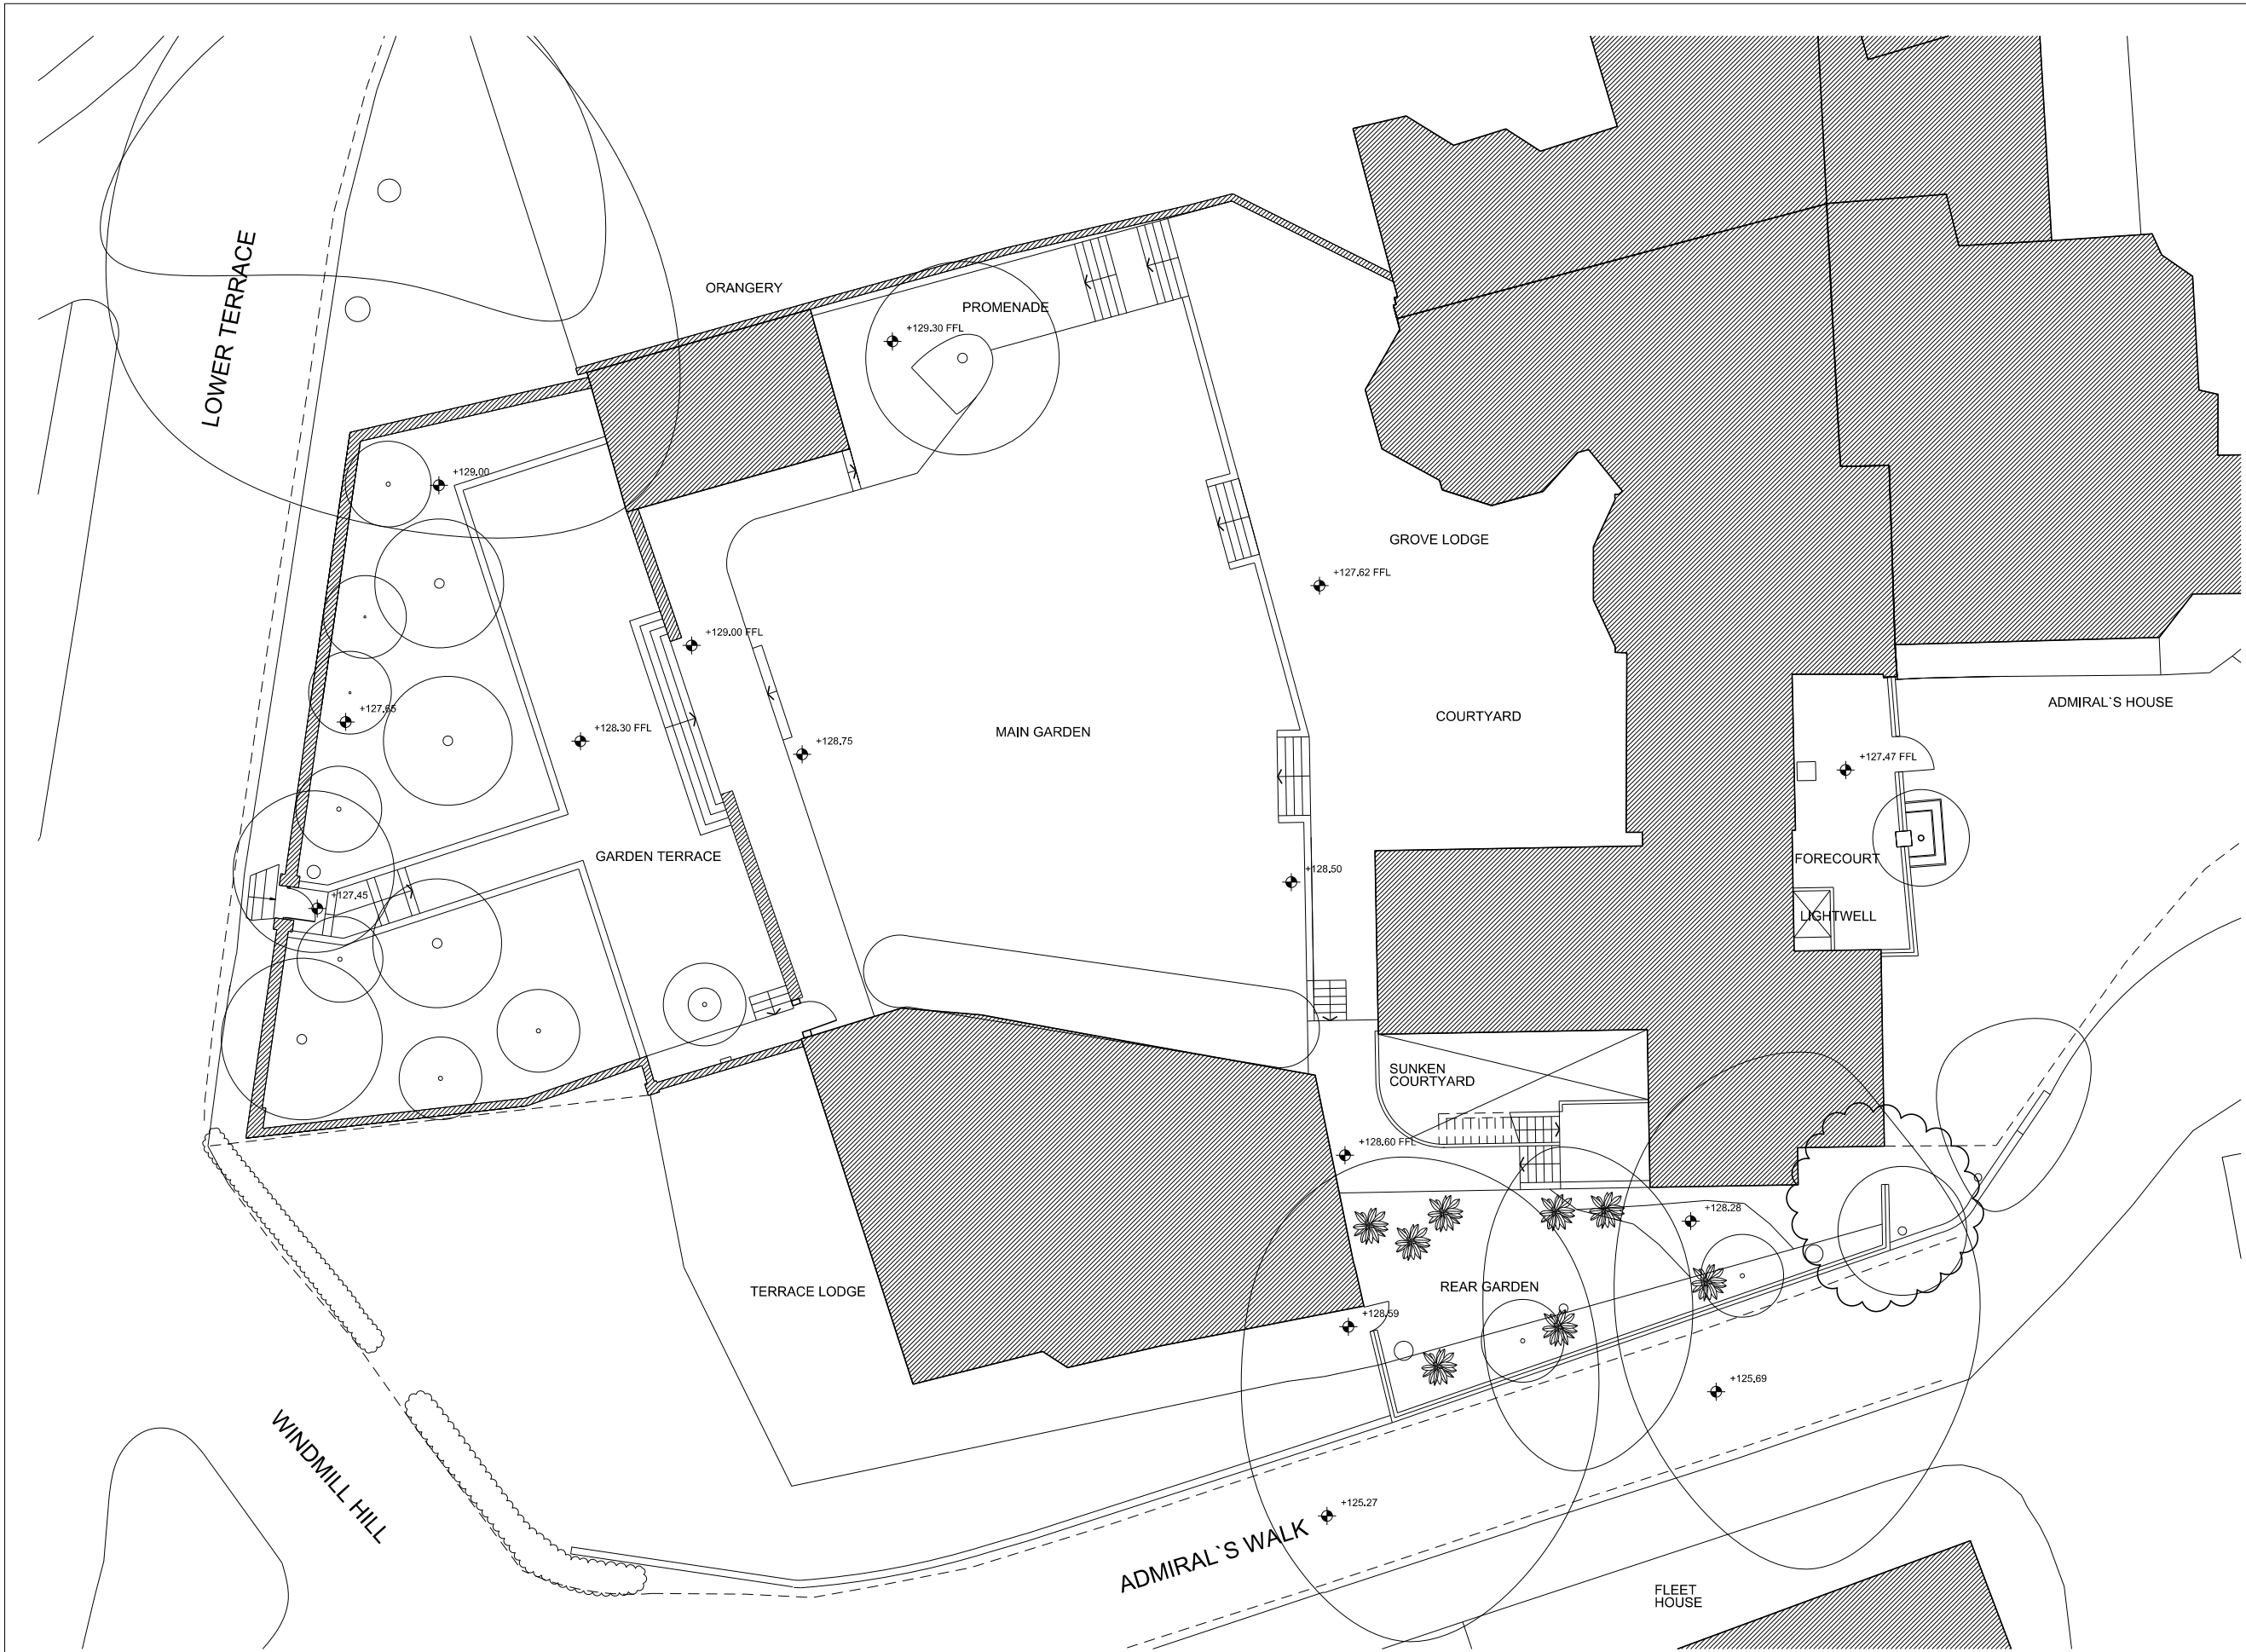 LOWER TERRACE
ORANGERY
PROMENADE
+129.30 FFL
+129.00
GROVE LODGE
+127.62 FFL
+129.00 FFL
+127.65
+128.30 FFL
+128.75
MAIN GARDEN
COURTYARD
ADMIRAL`S HOUSE
+127.47 FFL
GARDEN TERRACE
FORECOURT
+128.50
+127.45
LIGHTWELL
SUNKEN
COURTYARD
+128.60 FFL
+128.28
TERRACE LODGE
REAR GARDEN
+128.59
+125.69
WINDMILL HILL
+125.27
ADMIRAL`S WALK
FLEET
HOUSE